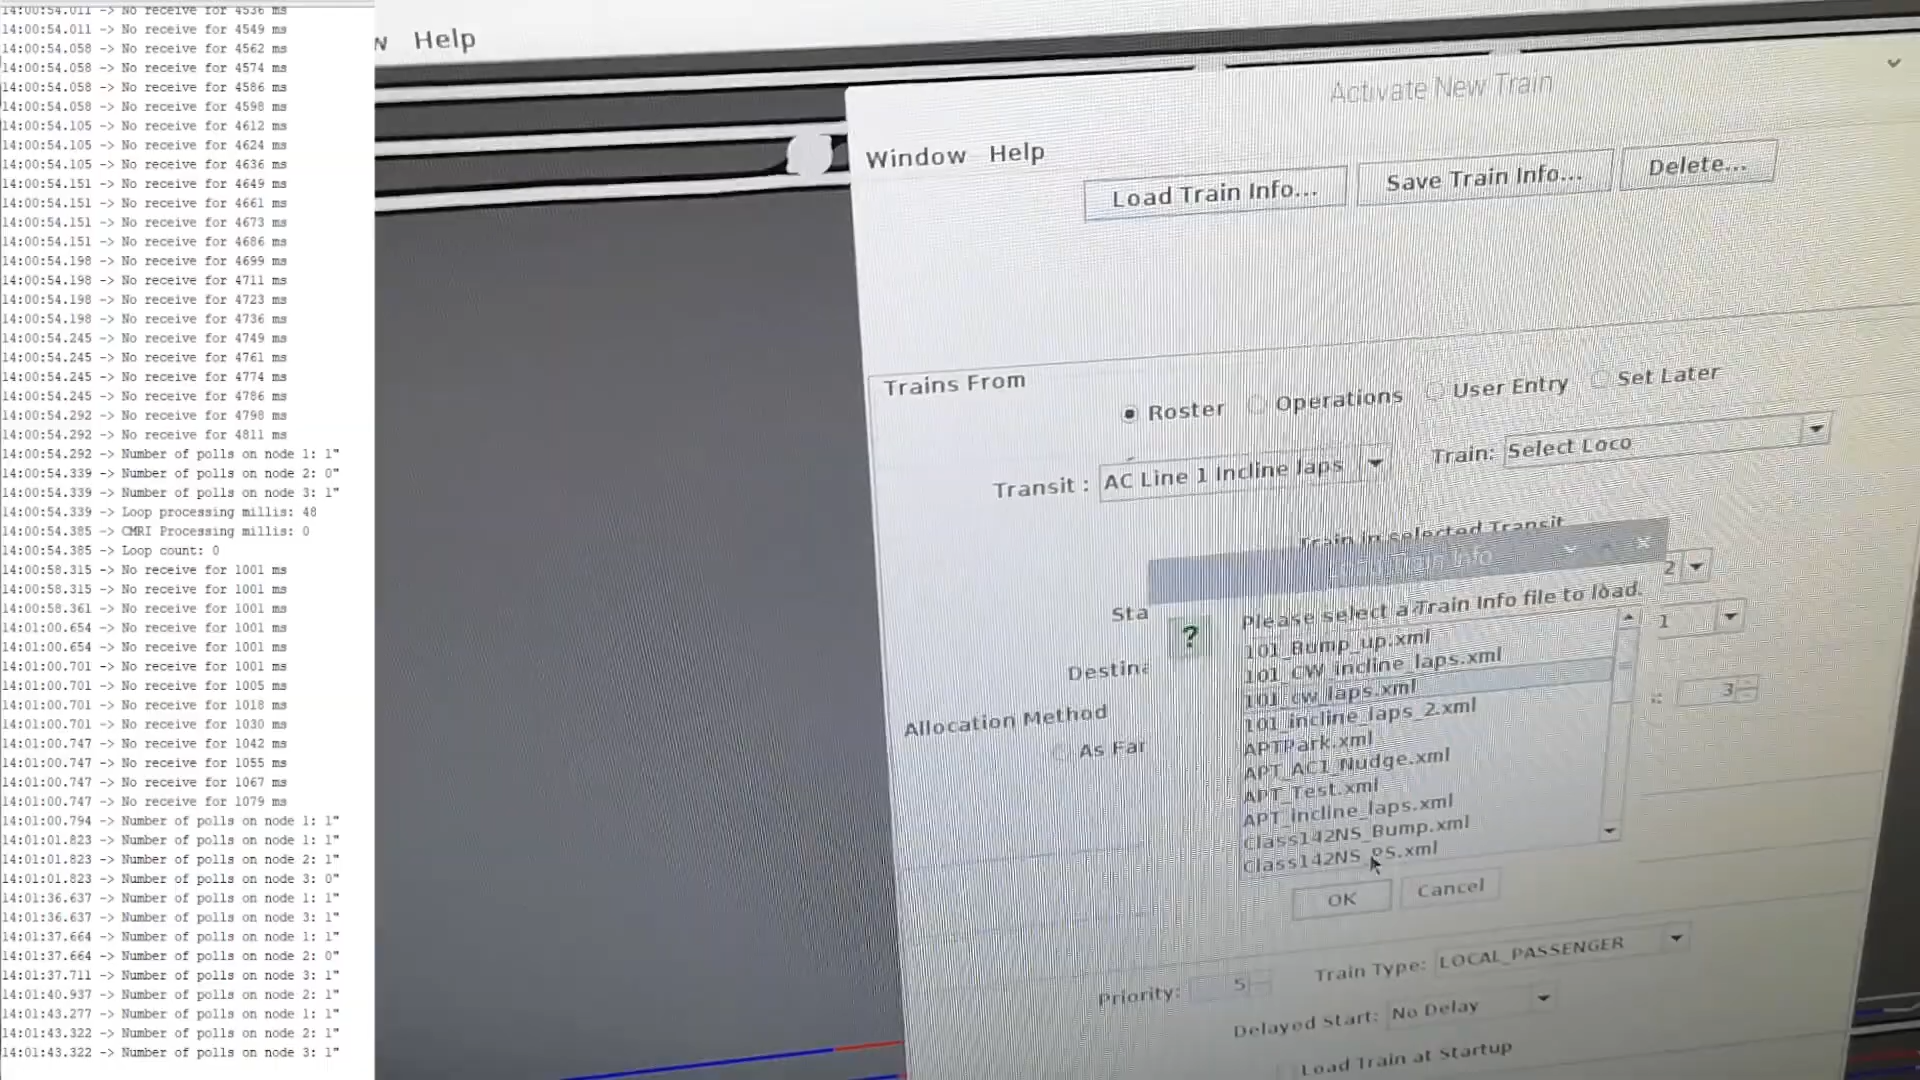 14:00:54.011 -> No receive for 4536 ms
14:00:54.011 -> No receive for 4549 ms
14:00:54.058 -> No receive for 4562 ms
14:00:54.058 -> No receive for 4574 ms
14:00:54.058 -> No receive for 4586 ms
14:00:54.058 -> No receive for 4598 ms
14:00:54.105 -> No receive for 4612 ms
14:00:54.105 -> No receive for 4624 ms
14:00:54.105 -> No receive for 4636 ms
14:00:54.151 -> No receive for 4649 ms
14:00:54.151 -> No receive for 4661 ms
14:00:54.151 -> No receive for 4673 ms
14:00:54.151 -> No receive for 4686 ms
14:00:54.198 -> No receive for 4699 ms
14:00:54.198 -> No receive for 4711 ms
14:00:54.198 -> No receive for 4723 ms
14:00:54.198 -> No receive for 4736 ms
14:00:54.245 -> No receive for 4749 ms
14:00:54.245 -> No receive for 4761 ms
14:00:54.245 -> No receive for 4774 ms
14:00:54.245 -> No receive for 4786 ms
14:00:54.292 -> No receive for 4798 ms
14:00:54.292 -> No receive for 4811 ms
14:00:54.292 -> Number of polls on node 1: 1"
14:00:54.339 -> Number of polls on node 2: 0"
14:00:54.339 -> Number of polls on node 3: 1"
14:00:54.339 -> Loop processing millis: 48
14:00:54.385 -> CMRI Processing millis: 0
14:00:54.385 -> Loop count: 0
14:00:58.315 -> No receive for 1001 ms
14:00:58.315 -> No receive for 1001 ms
14:00:58.361 -> No receive for 1001 ms
14:01:00.654 -> No receive for 1001 ms
14:01:00.654 -> No receive for 1001 ms
14:01:00.701 -> No receive for 1001 ms
14:01:00.701 -> No receive for 1005 ms
14:01:00.701 -> No receive for 1018 ms
14:01:00.701 -> No receive for 1030 ms
14:01:00.747 -> No receive for 1042 ms
14:01:00.747 -> No receive for 1055 ms
14:01:00.747 -> No receive for 1067 ms
14:01:00.747 -> No receive for 1079 ms
14:01:00.794 -> Number of polls on node 1: 1"
14:01:01.823 -> Number of polls on node 1: 1"
14:01:01.823 -> Number of polls on node 2: 1"
14:01:01.823 -> Number of polls on node 3: 0"
14:01:36.637 -> Number of polls on node 1: 1"
14:01:36.637 -> Number of polls on node 3: 1"
14:01:37.664 -> Number of polls on node 1: 1"
14:01:37.664 -> Number of polls on node 2: 0"
14:01:37.711 -> Number of polls on node 3: 1"
14:01:40.937 -> Number of polls on node 2: 1"
14:01:43.277 -> Number of polls on node 1: 1"
14:01:43.322 -> Number of polls on node 2: 1"
14:01:43.322 -> Number of polls on node 3: 1"
w Help
Activate New Train
Window Help
Load Train Info... Save Train Info... Delete...
Trains From
Roster Operations User Entry Set Later
Transit : AC Line 1 Incline laps Train: Select Loco
Train in selected Transit
Load Train Info
2
Sta
Please select a Train Info file to load.
1
101_Bump_up.xml
101_CW_incline_laps.xml
101_cw_laps.xml
101_incline_laps_2.xml
APTPark.xml
APT_AC1_Nudge.xml
APT_Test.xml
APT_incline_laps.xml
Class142NS_Bump.xml
Class142NS_PS.xml
Destina
: 3
Allocation Method
As Far
OK Cancel
Priority: 5 Train Type: LOCAL_PASSENGER
Delayed Start: No Delay
Load Train at Startup